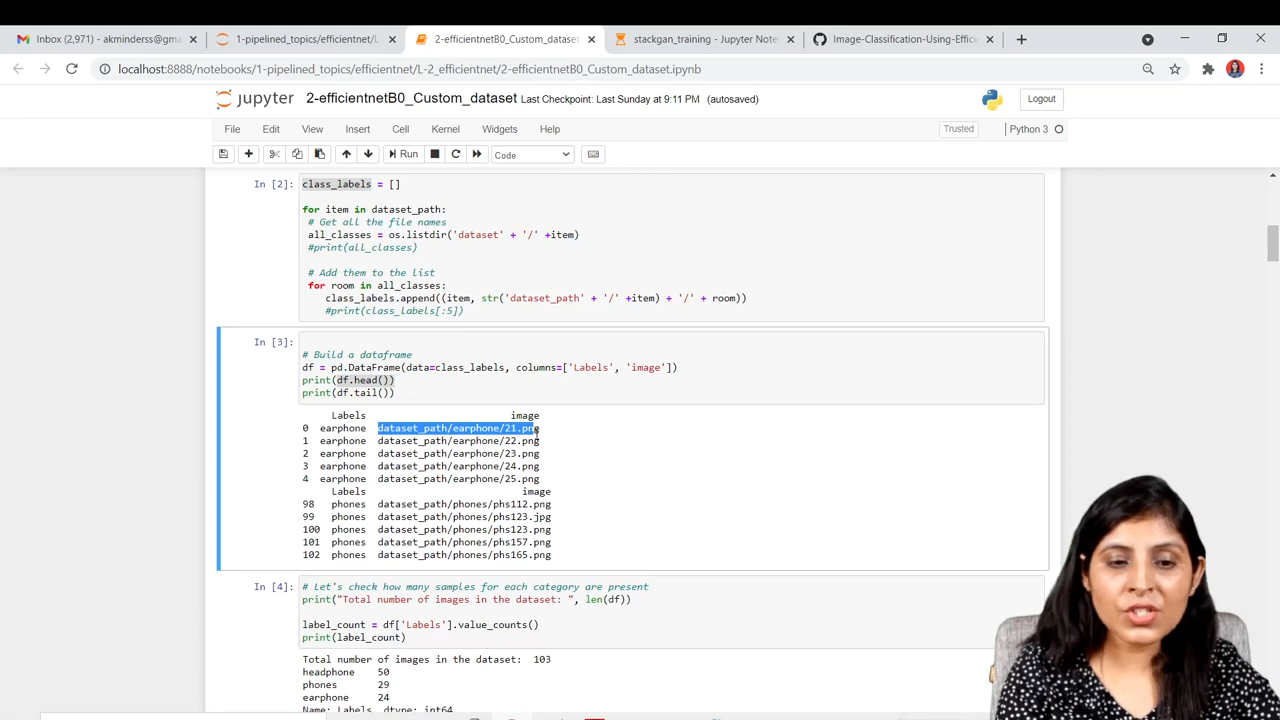 Inbox (2,971) - akminderss@gma
1-pipelined_topics/efficientnet/L-
2-efficientnetB0_Custom_dataset
stackgan_training - Jupyter Note
Image-Classification-Using-Effici
localhost:8888/notebooks/1-pipelined_topics/efficientnet/L-2_efficientnet/2-efficientnetB0_Custom_dataset.ipynb
jupyter 2-efficientnetB0_Custom_dataset Last Checkpoint: Last Sunday at 9:11 PM (autosaved)
Logout
File Edit View Insert Cell Kernel Widgets Help
Trusted
Python 3
Run
Code
In [2]: class_labels = []
for item in dataset_path:
# Get all the file names
all_classes = os.listdir('dataset' + '/' +item)
#print(all_classes)
# Add them to the list
for room in all_classes:
class_labels.append((item, str('dataset_path' + '/' +item) + '/' + room))
#print(class_labels[:5])
In [3]:
# Build a dataframe
df = pd.DataFrame(data=class_labels, columns=['Labels', 'image'])
print(df.head())
print(df.tail())
Labels image
0 earphone dataset_path/earphone/21.png
1 earphone dataset_path/earphone/22.png
2 earphone dataset_path/earphone/23.png
3 earphone dataset_path/earphone/24.png
4 earphone dataset_path/earphone/25.png
Labels image
98 phones dataset_path/phones/phs112.png
99 phones dataset_path/phones/phs123.jpg
100 phones dataset_path/phones/phs123.png
101 phones dataset_path/phones/phs157.png
102 phones dataset_path/phones/phs165.png
In [4]: # Let's check how many samples for each category are present
print("Total number of images in the dataset: ", len(df))
label_count = df['Labels'].value_counts()
print(label_count)
Total number of images in the dataset: 103
headphone 50
phones 29
earphone 24
Name: Labels, dtype: int64